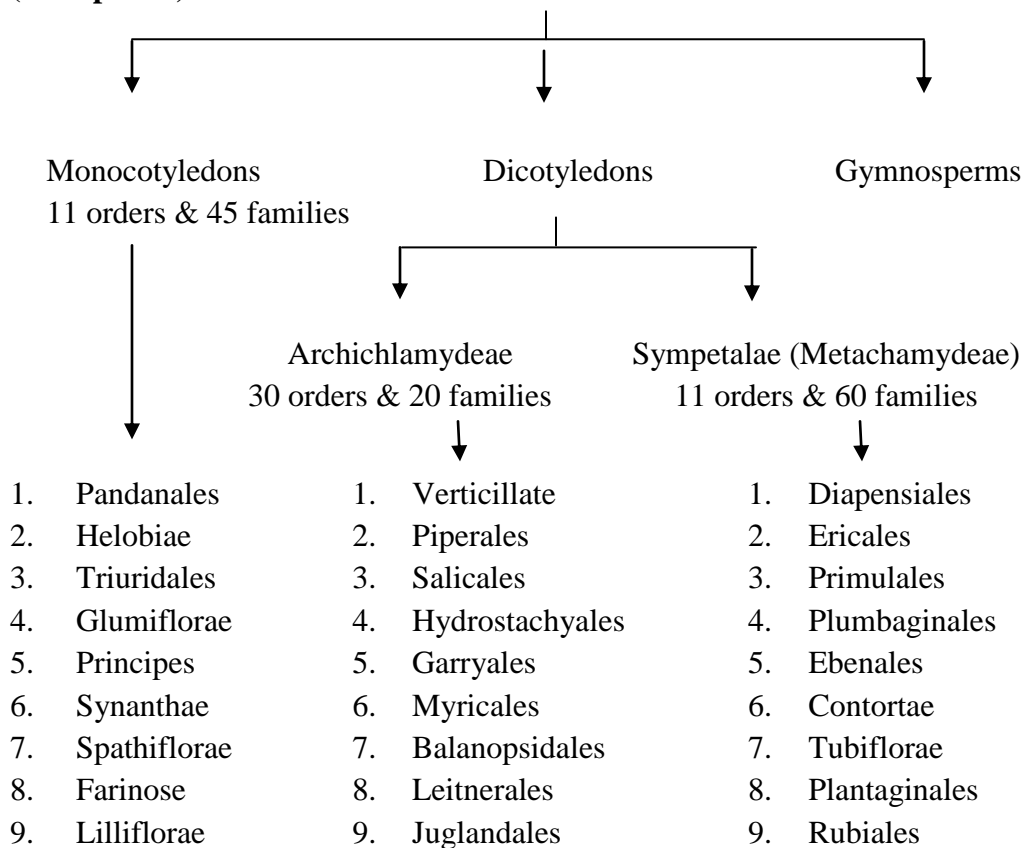 Monocotyledons Dicotyledons Gymnosperms
11 orders & 45 families
Archichlamydeae Sympetalae (Metachamydeae)
30 orders & 20 families 11 orders & 60 families
1. Pandanales 1. Verticillate 1. Diapensiales
2. Helobiae 2. Piperales 2. Ericales
3. Triuridales 3. Salicales 3. Primulales
4. Glumiflorae 4. Hydrostachyales 4. Plumbaginales
5. Principes 5. Garryales 5. Ebenales
6. Synanthae 6. Myricales 6. Contortae
7. Spathiflorae 7. Balanopsidales 7. Tubiflorae
8. Farinose 8. Leitnerales 8. Plantaginales
9. Lilliflorae 9. Juglandales 9. Rubiales